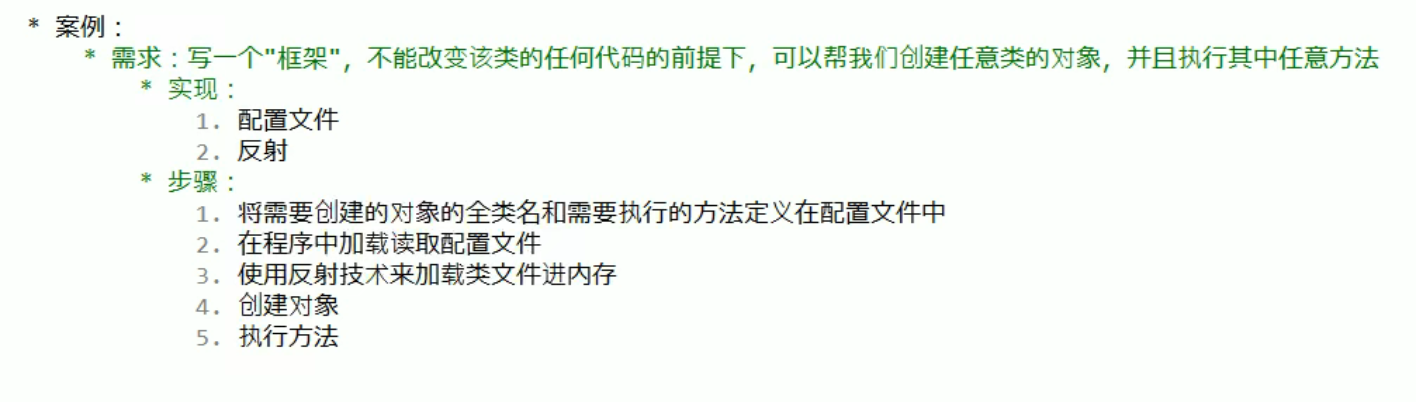 * 案例：
* 需求：写一个"框架"，不能改变该类的任何代码的前提下，可以帮我们创建任意类的对象，并且执行其中任意方法
* 实现：
1. 配置文件
2. 反射
* 步骤：
1. 将需要创建的对象的全类名和需要执行的方法定义在配置文件中
2. 在程序中加载读取配置文件
3. 使用反射技术来加载类文件进内存
4. 创建对象
5. 执行方法